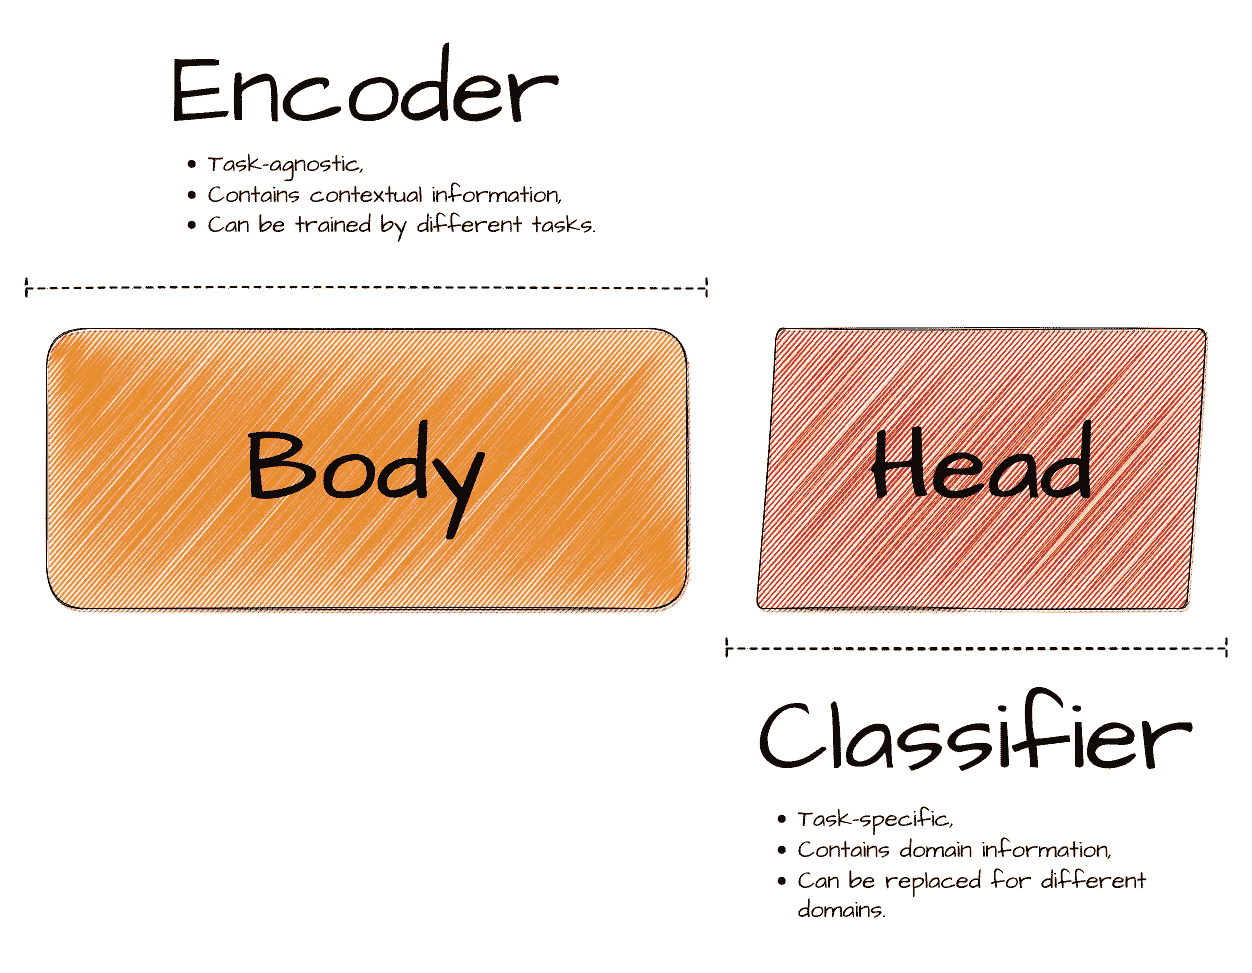 Encoder
• Task-agnostic,
• Contains contextual information,
• Can be trained by different tasks.
Body
Head
Classifier
• Task-specific,
• Contains domain information,
• Can be replaced for different
domains.